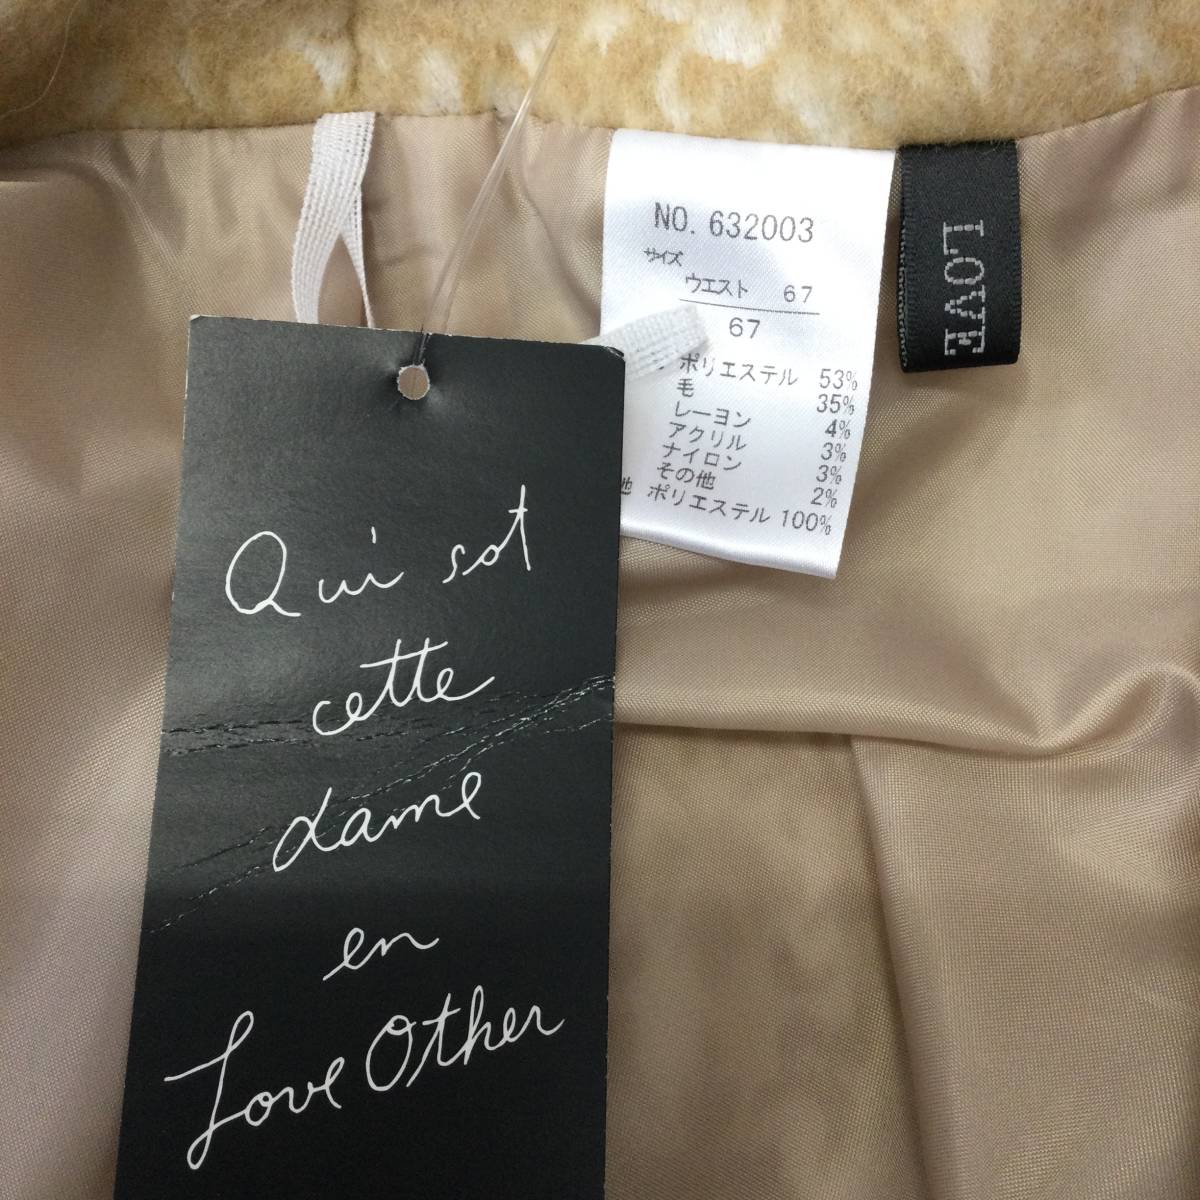 NO. 632003
サイズ
ウエスト 67
67
ポリエステル 53%
毛 35%
レーヨン 4%
アクリル 3%
ナイロン 3%
その他 2%
他 ポリエステル 100%
LOVE
Qui sot
cette
dame
en
Love Other